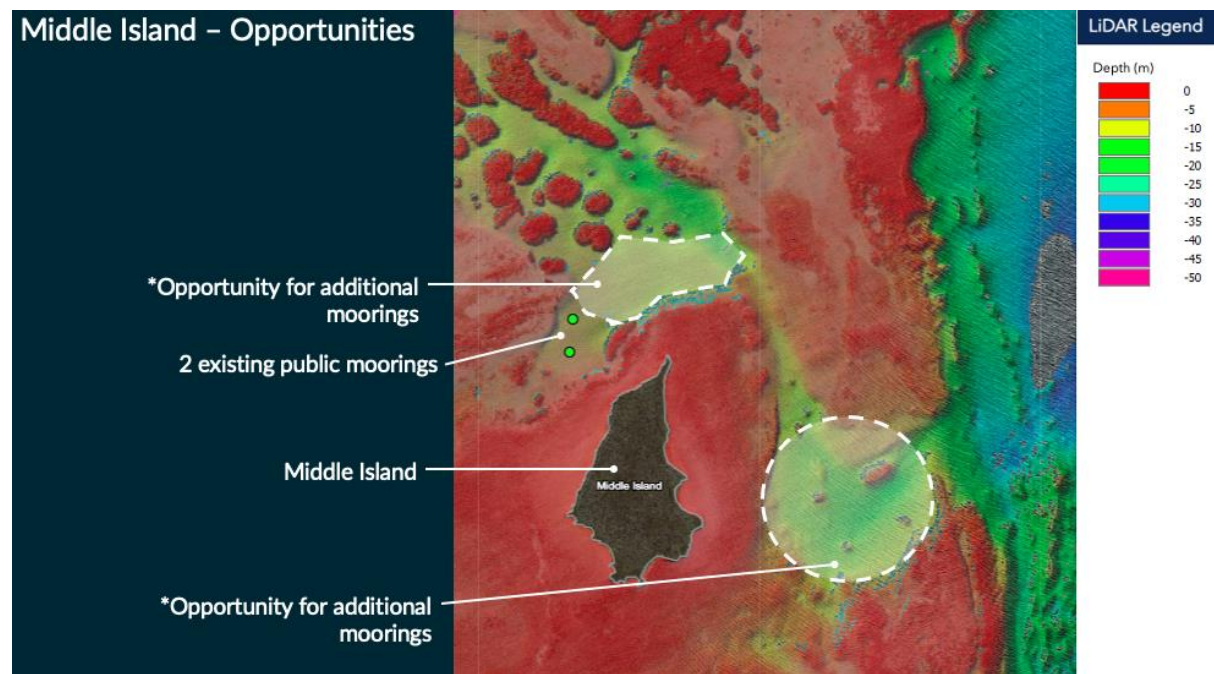 Middle Island – Opportunities
*Opportunity for additional
moorings
2 existing public moorings
Middle Island
Middle Island
*Opportunity for additional
moorings
LiDAR Legend
Depth (m)
0
-5
-10
-15
-20
-25
-30
-35
-40
-45
-50